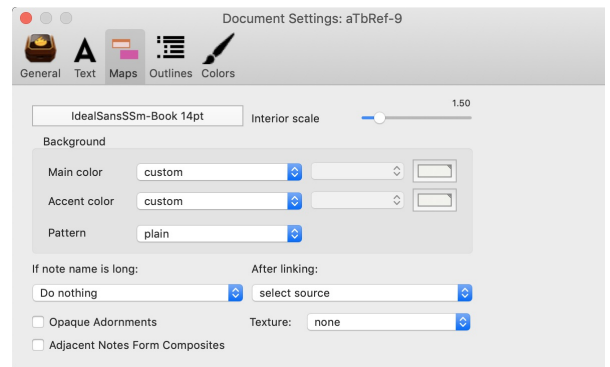 Document Settings: aTbRef-9
General Text Maps Outlines Colors
1.50
IdealSansSSm-Book 14pt Interior scale
Background
Main color custom
Accent color custom
Pattern plain
If note name is long: After linking:
Do nothing select source
Opaque Adornments Texture: none
Adjacent Notes Form Composites